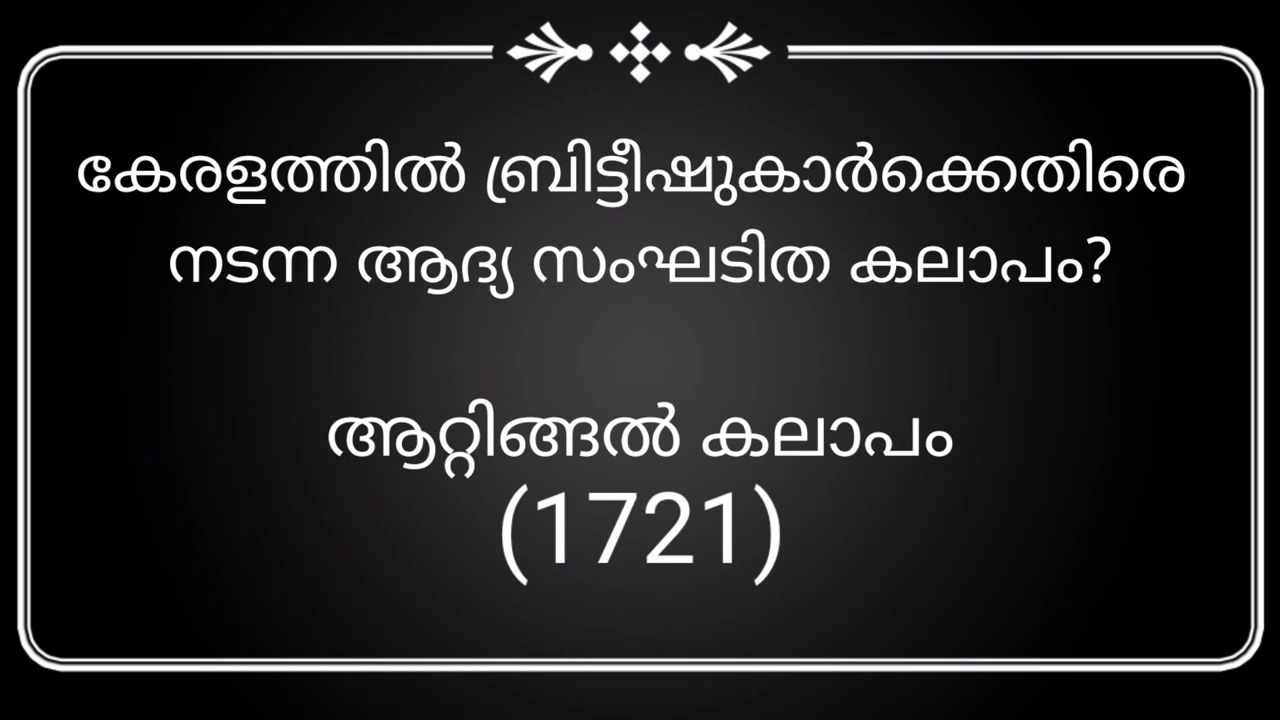 കേരളത്തിൽ ബ്രിട്ടീഷുകാർക്കെതിരെ
നടന്ന ആദ്യ സംഘടിത കലാപം?
ആറ്റിങ്ങൽ കലാപം
(1721)